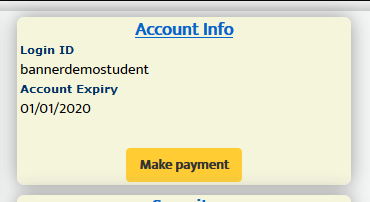 Account Info
Login ID
bannerdemostudent
Account Expiry
01/01/2020
Make payment